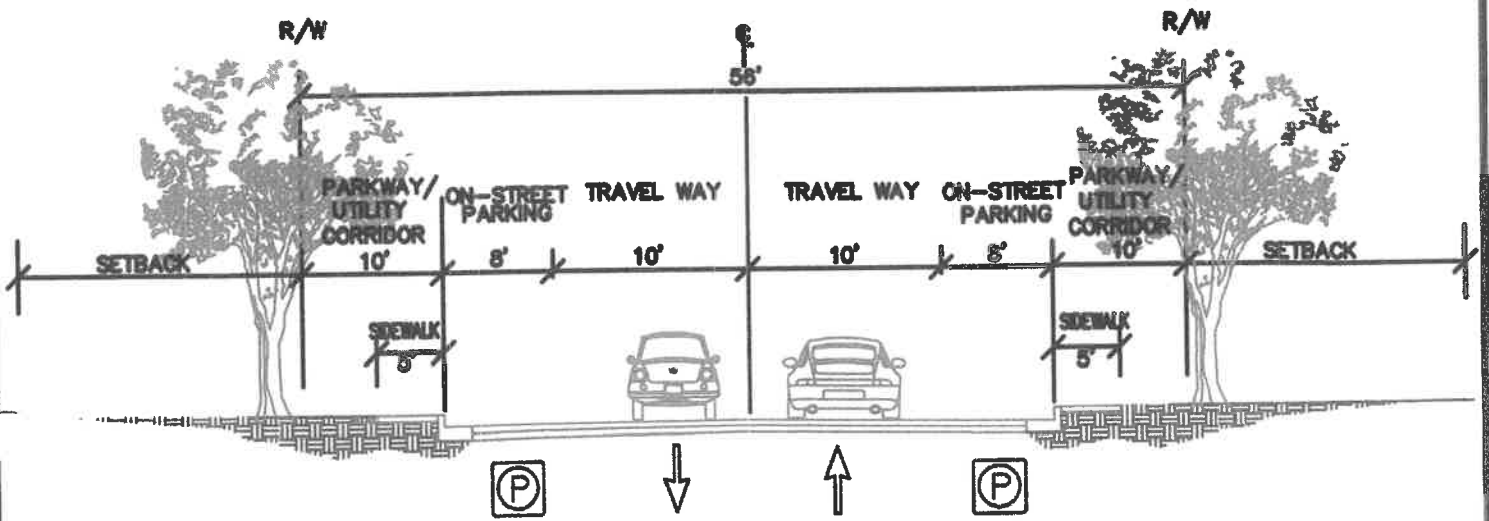 R/W
R/W
℄
56'
PARKWAY/
UTILITY
CORRIDOR
ON-STREET
PARKING
TRAVEL WAY
TRAVEL WAY
ON-STREET
PARKING
PARKWAY/
UTILITY
CORRIDOR
SETBACK
10'
8'
10'
10'
8'
10'
SETBACK
SIDEWALK
5'
SIDEWALK
5'
P
P